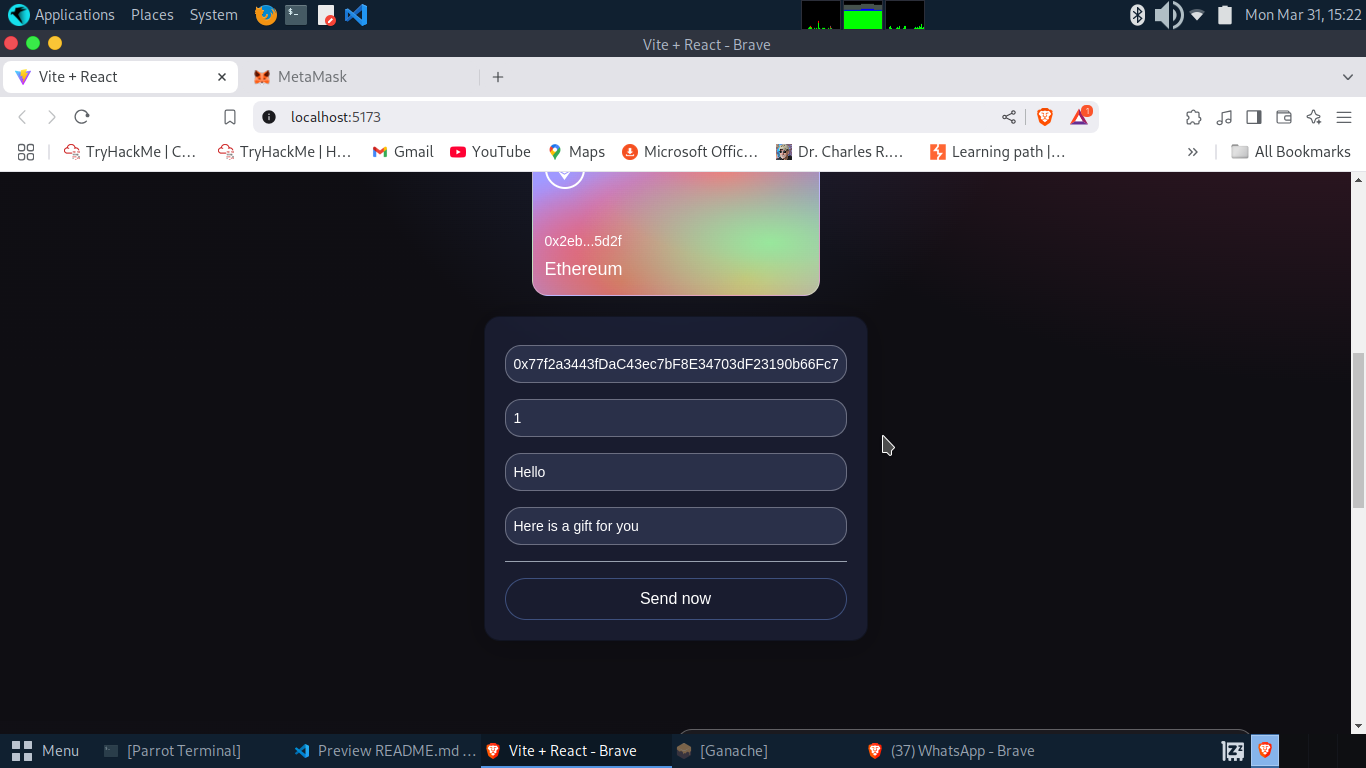 Applications Places System Mon Mar 31, 15:22
Vite + React - Brave
Vite + React MetaMask
localhost:5173 1
TryHackMe | C... TryHackMe | H... Gmail YouTube Maps Microsoft Offic... Dr. Charles R.... Learning path |... » All Bookmarks
0x2eb...5d2f
Ethereum
0x77f2a3443fDaC43ec7bF8E34703dF23190b66Fc7
1
Hello
Here is a gift for you
Send now
Menu [Parrot Terminal] Preview README.md ... Vite + React - Brave [Ganache] (37) WhatsApp - Brave